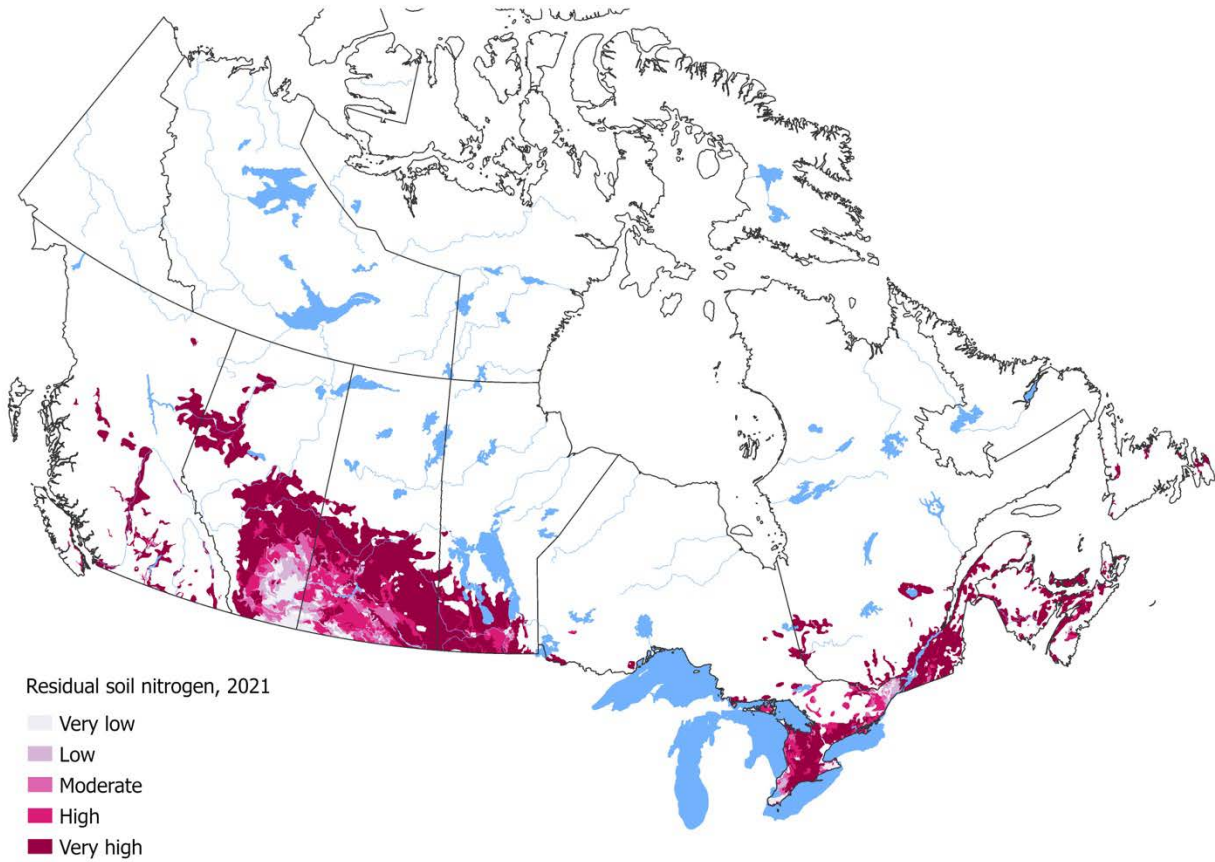 Residual soil nitrogen, 2021
Very low
Low
Moderate
High
Very high